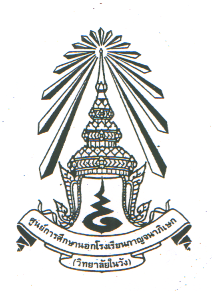 ศูนย์การศึกษานอกโรงเรียนกาญจนาภิเษก
(วิทยาลัยในวัง)